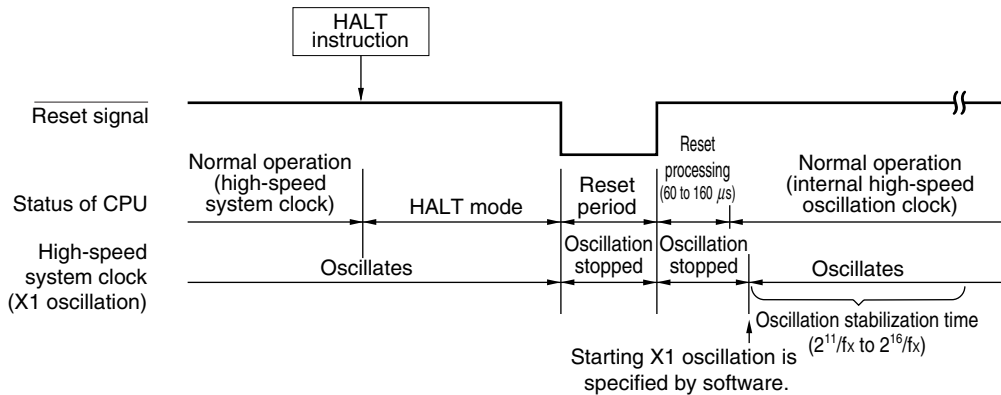 HALT
instruction
Reset signal
Status of CPU
Normal operation
(high-speed
system clock)
HALT mode
Reset
period
Reset
processing
(60 to 160 μs)
Normal operation
(internal high-speed
oscillation clock)
High-speed
system clock
(X1 oscillation)
Oscillates
Oscillation
stopped
Oscillation
stopped
Oscillates
Oscillation stabilization time
(2¹¹/fx to 2¹⁶/fx)
Starting X1 oscillation is
specified by software.